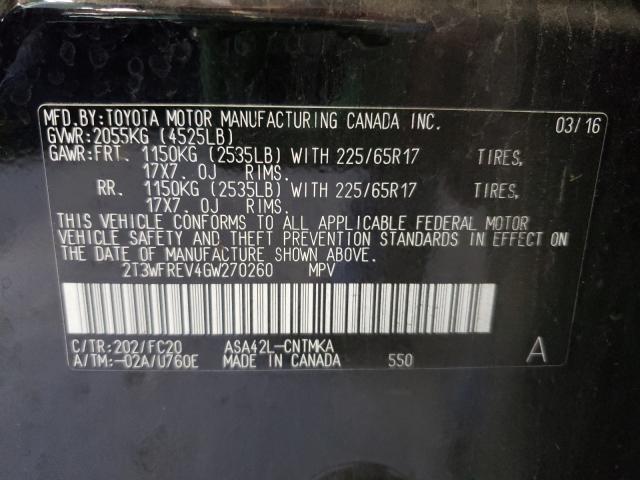 MFD.BY:TOYOTA MOTOR MANUFACTURING CANADA INC. 03/16
GVWR:2055KG (4525LB)
GAWR:FRT. 1150KG (2535LB) WITH 225/65R17 TIRES,
17X7. 0J RIMS.
RR. 1150KG (2535LB) WITH 225/65R17 TIRES,
17X7. 0J RIMS.
THIS VEHICLE CONFORMS TO ALL APPLICABLE FEDERAL MOTOR
VEHICLE SAFETY AND THEFT PREVENTION STANDARDS IN EFFECT ON
THE DATE OF MANUFACTURE SHOWN ABOVE.
2T3WFREV4GW270260 MPV
C/TR:202/FC20 ASA42L-CNTMKA A
A/TM:-02A/U760E MADE IN CANADA 550